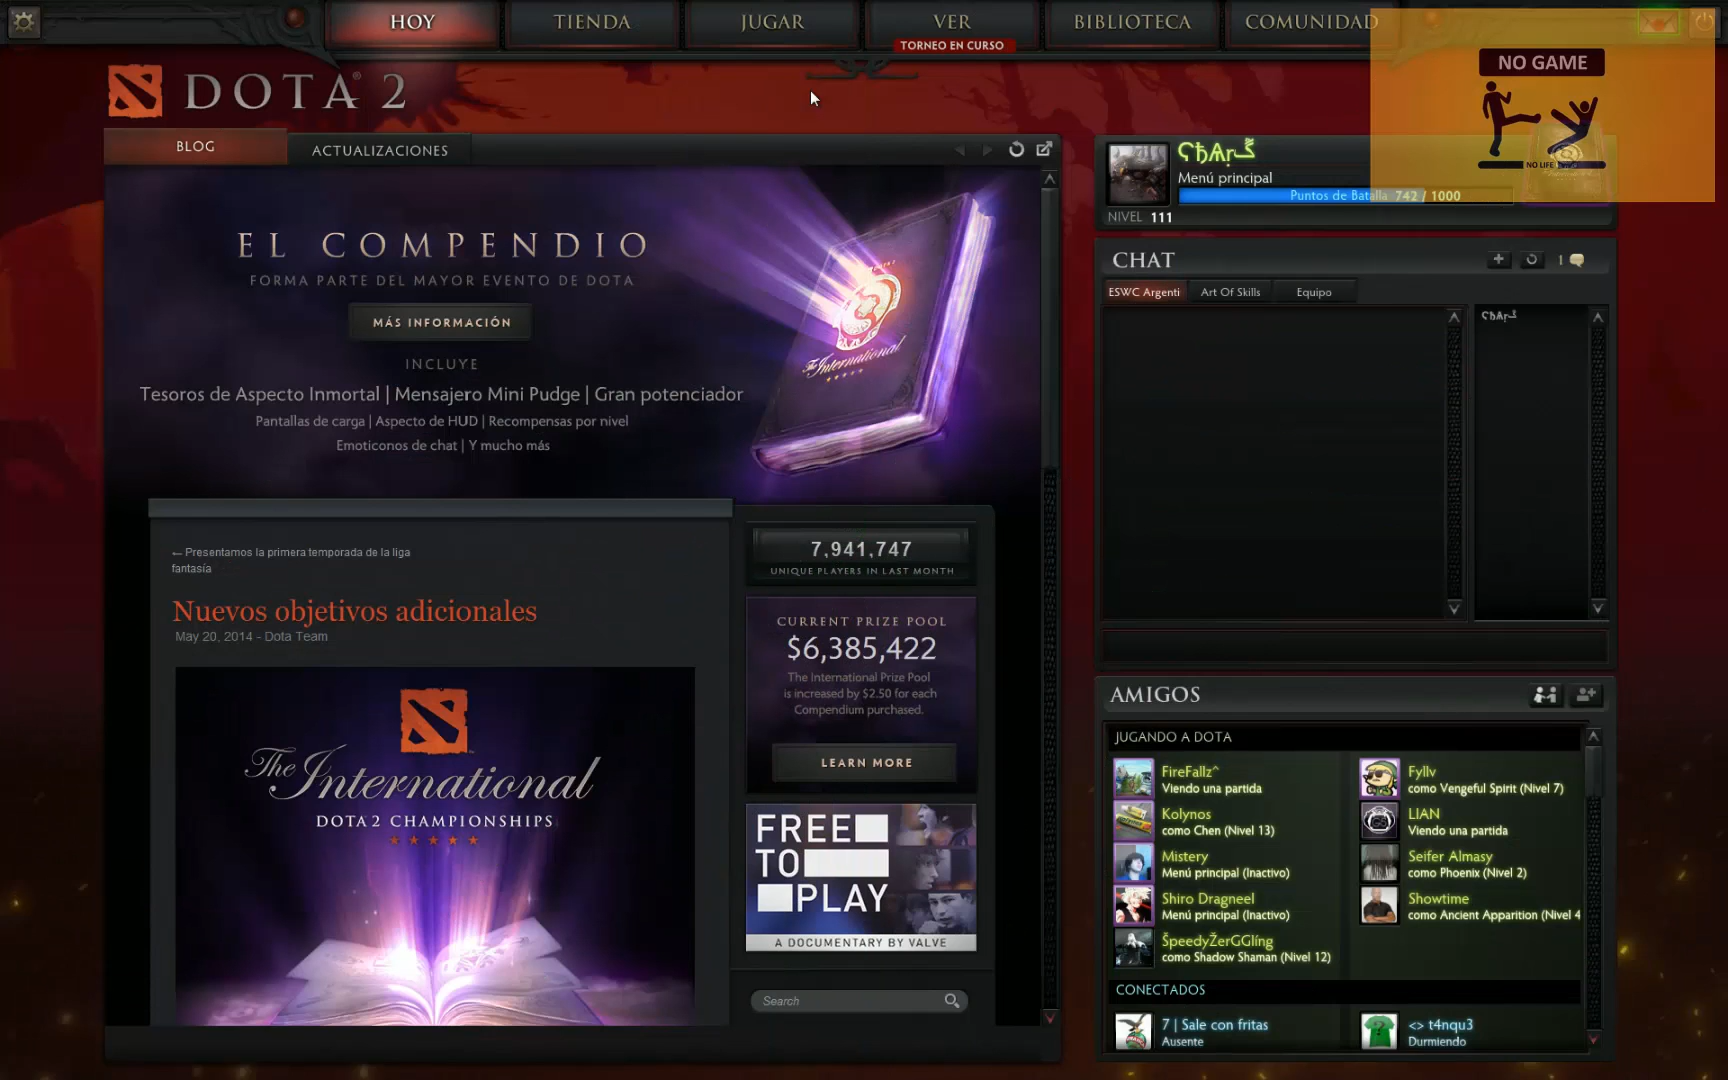 HOY
TIENDA
JUGAR
VER
BIBLIOTECA
COMUNIDAD
TORNEO EN CURSO
NO GAME
DOTA® 2
BLOG
ACTUALIZACIONES
EL COMPENDIO
FORMA PARTE DEL MAYOR EVENTO DE DOTA
MÁS INFORMACIÓN
INCLUYE
Tesoros de Aspecto Inmortal | Mensajero Mini Pudge | Gran potenciador
Pantallas de carga | Aspecto de HUD | Recompensas por nivel
Emoticonos de chat | Y mucho más
The International
← Presentamos la primera temporada de la liga
fantasía
Nuevos objetivos adicionales
May 20, 2014 - Dota Team
The International
DOTA 2 CHAMPIONSHIPS
7,941,747
UNIQUE PLAYERS IN LAST MONTH
CURRENT PRIZE POOL
$6,385,422
The International Prize Pool
is increased by $2.50 for each
Compendium purchased.
LEARN MORE
FREE
TO
PLAY
A DOCUMENTARY BY VALVE
Search
Menú principal
Puntos de Batalla 742 / 1000
NIVEL 111
NO LIFE
CHAT
1
ESWC Argenti
Art Of Skills
Equipo
AMIGOS
JUGANDO A DOTA
FireFallz^
Viendo una partida
Fyllv
como Vengeful Spirit (Nivel 7)
Kolynos
como Chen (Nivel 13)
LIAN
Viendo una partida
Mistery
Menú principal (Inactivo)
Seifer Almasy
como Phoenix (Nivel 2)
Shiro Dragneel
Menú principal (Inactivo)
Showtime
como Ancient Apparition (Nivel 4
ŠpeedyŽerGGlíng
como Shadow Shaman (Nivel 12)
CONECTADOS
7 | Sale con fritas
Ausente
<> t4nqu3
Durmiendo